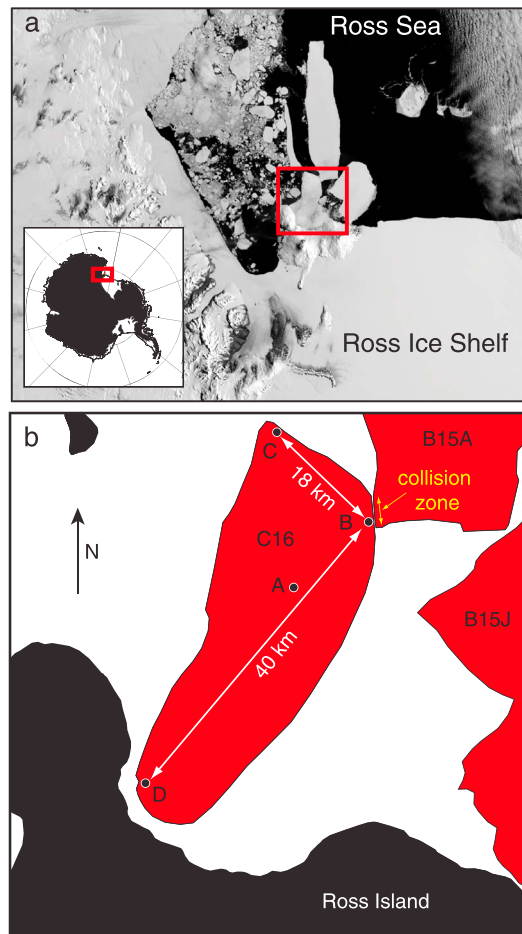 a
Ross Sea
Ross Ice Shelf
b
B15A
C
18 km
collision
zone
B
N
C16
A
B15J
40 km
D
Ross Island